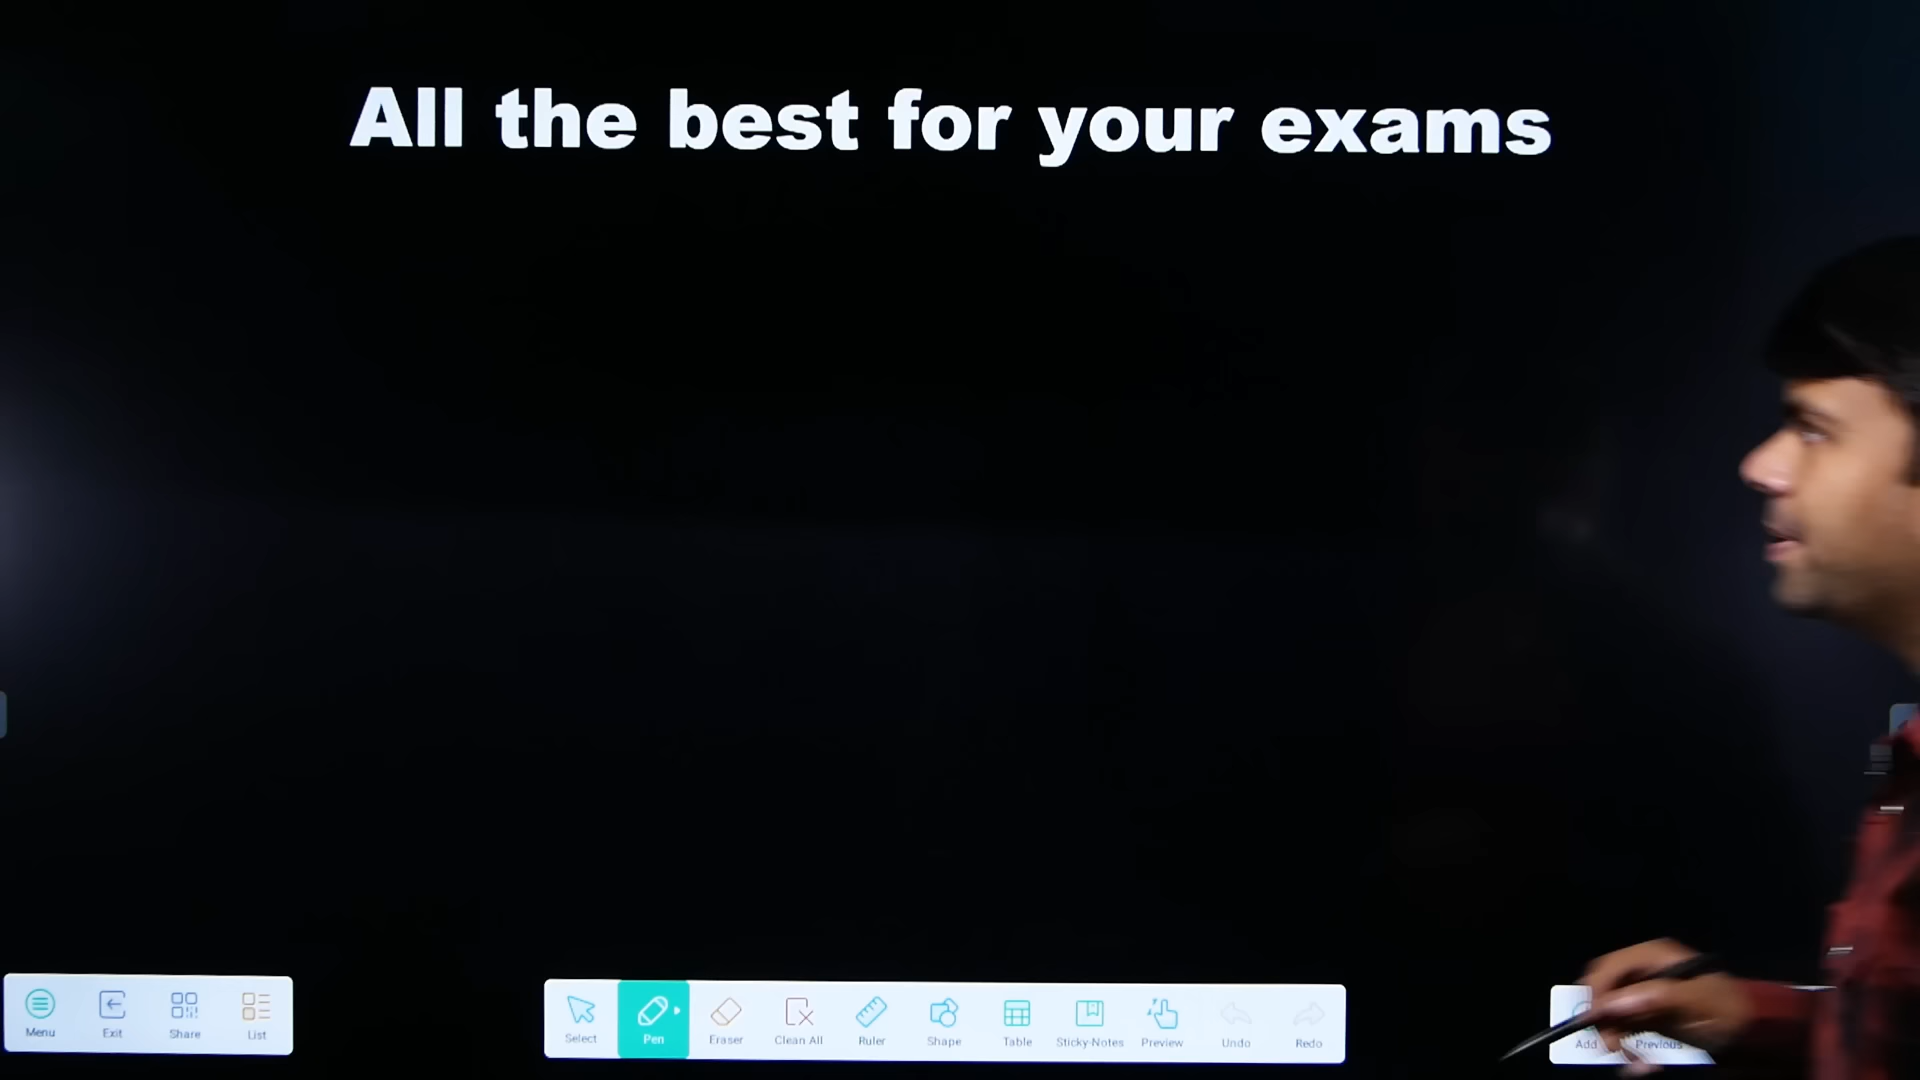 All the best for your exams
Menu Exit Share List
Select Pen Eraser Clean All Ruler Shape Table Sticky-Notes Preview Undo Redo
Add Previous